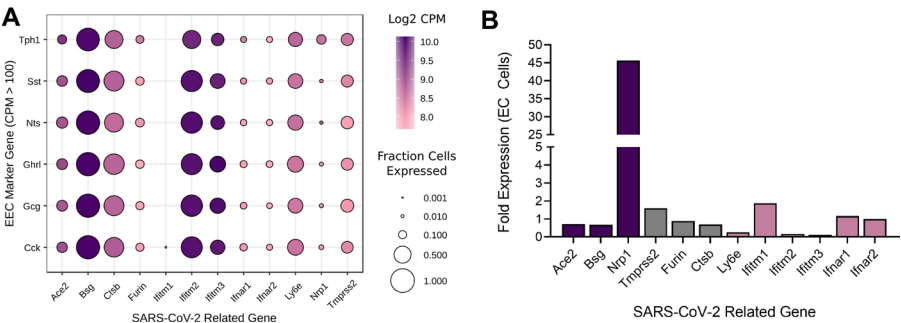 A
EEC Marker Gene (CPM > 100)
Tph1
Sst
Nts
Ghrl
Gcg
Cck
Ace2
Bsg
Ctsb
Furin
Ifitm1
Ifitm2
Ifitm3
Ifnar1
Ifnar2
Ly6e
Nrp1
Tmprss2
SARS-CoV-2 Related Gene
Log2 CPM
10.0
9.5
9.0
8.5
8.0
Fraction Cells
Expressed
0.001
0.010
0.100
0.500
1.000
B
Fold Expression (EC Cells)
50
45
40
35
30
25
5
4
3
2
1
0
Ace2
Bsg
Nrp1
Tmprss2
Furin
Ctsb
Ly6e
Ifitm1
Ifitm2
Ifitm3
Ifnar1
Ifnar2
SARS-CoV-2 Related Gene